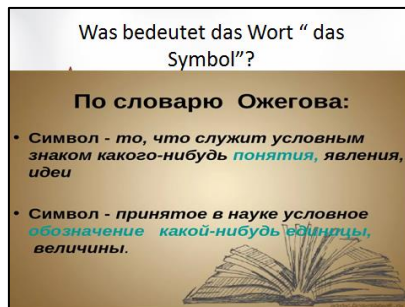 Was bedeutet das Wort “ das
Symbol”?
По словарю Ожегова:
• Символ - то, что служит условным
знаком какого-нибудь понятия, явления,
идеи
• Символ - принятое в науке условное
обозначение какой-нибудь единицы,
величины.